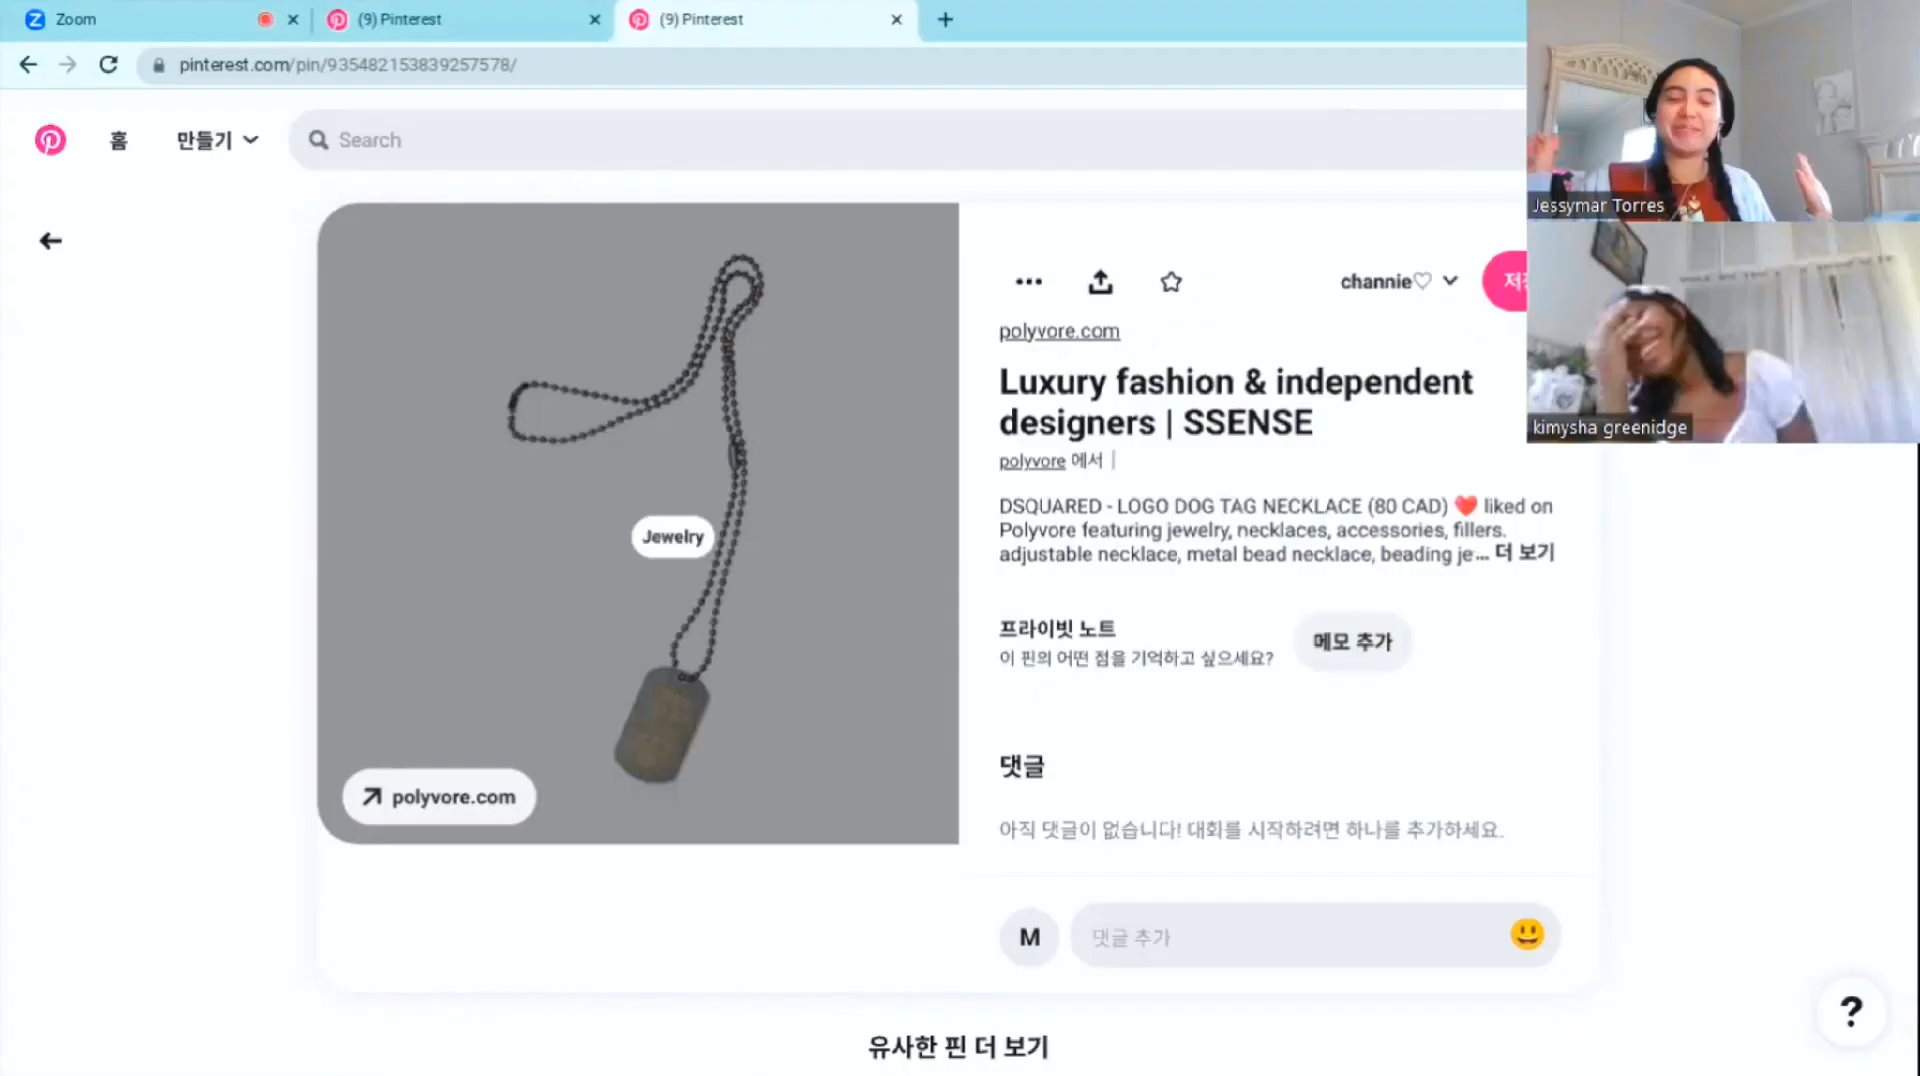 Zoom
(9) Pinterest
(9) Pinterest
pinterest.com/pin/935482153839257578/
홈
만들기
Search
Jessymar Torres
channie♡
polyvore.com
Luxury fashion & independent
designers | SSENSE
kimysha greenidge
polyvore 에서
DSQUARED - LOGO DOG TAG NECKLACE (80 CAD) ❤️ liked on
Polyvore featuring jewelry, necklaces, accessories, fillers.
adjustable necklace, metal bead necklace, beading je... 더 보기
Jewelry
프라이빗 노트
이 핀의 어떤 점을 기억하고 싶으세요?
메모 추가
polyvore.com
댓글
아직 댓글이 없습니다! 대화를 시작하려면 하나를 추가하세요.
M
댓글 추가
?
유사한 핀 더 보기